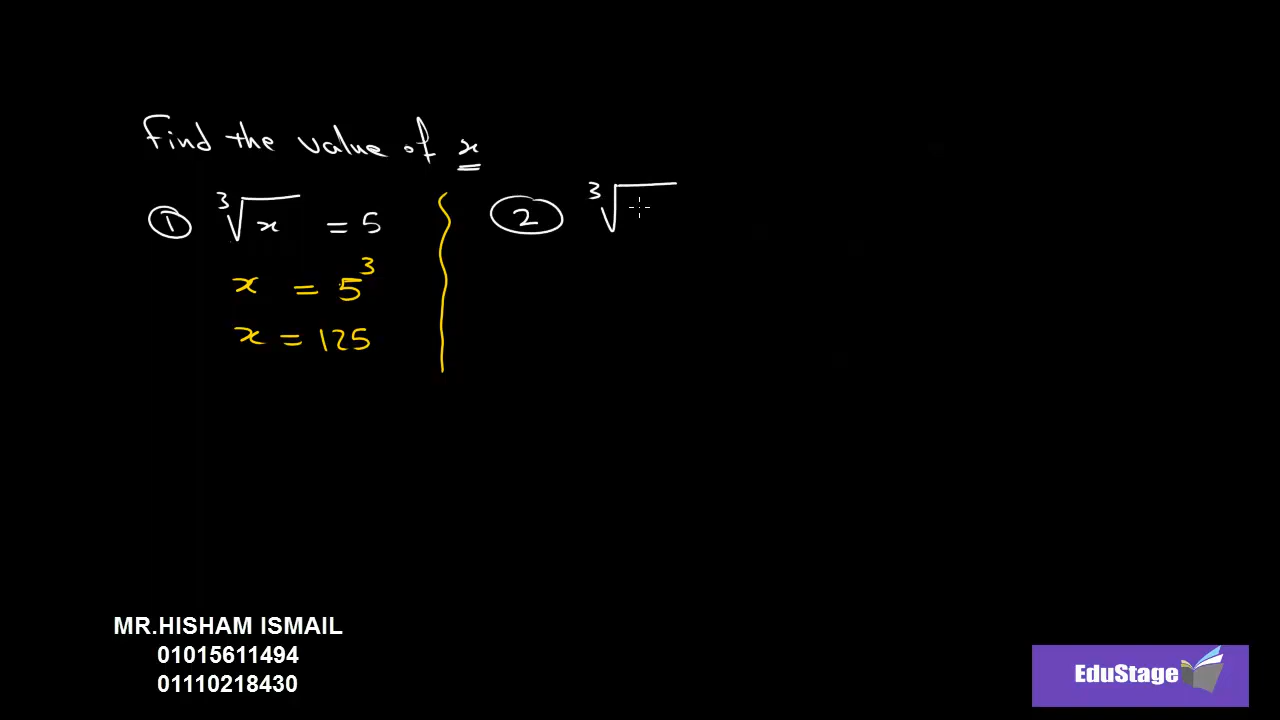 Find the value of x
① ∛x = 5
x = 5³
x = 125
② ∛
MR.HISHAM ISMAIL
01015611494
01110218430
EduStage